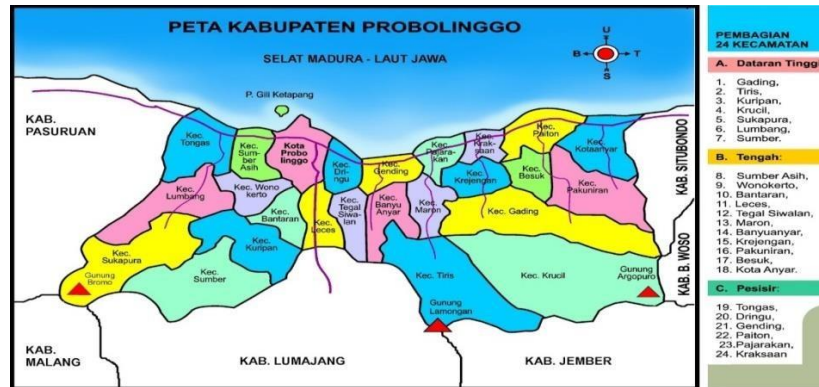 PETA KABUPATEN PROBOLINGGO
SELAT MADURA - LAUT JAWA
U
B
T
S
P. Gili Ketapang
KAB.
PASURUAN
Kec.
Tongas
Kec.
Sum-
ber
Asih
Kota
Probo
linggo
Kec.
Dri-
ngu
Kec.
Gending
Kec.
Pajara-
kan
Kec.
Krak-
saan
Kec.
Paiton
Kec.
Kotaanyar
KAB. SITUBONDO
Kec.
Lumbang
Kec. Wono
kerto
Kec.
Bantaran
Kec.
Leces
Kec.
Tegal
Siwa-
lan
Kec.
Banyu
Anyar
Kec.
Maron
Kec.
Krejengan
Kec.
Besuk
Kec.
Pakuniran
Kec. Gading
Kec.
Sukapura
Gunung
Bromo
Kec.
Sumber
Kec.
Kuripan
Kec. Tiris
Kec. Krucil
Gunung
Argopuro
KAB. B. WOSO
Gunung
Lamongan
KAB.
MALANG
KAB. LUMAJANG
KAB. JEMBER
PEMBAGIAN
24 KECAMATAN
A. Dataran Tinggi
1. Gading,
2. Tiris,
3. Kuripan,
4. Krucil,
5. Sukapura,
6. Lumbang,
7. Sumber.
B. Tengah:
8. Sumber Asih,
9. Wonokerto,
10. Bantaran,
11. Leces,
12. Tegal Siwalan,
13. Maron,
14. Banyuanyar,
15. Krejengan,
16. Pakuniran,
17. Besuk,
18. Kota Anyar.
C. Pesisir:
19. Tongas,
20. Dringu,
21. Gending,
22. Paiton,
23.Pajarakan,
24. Kraksaan